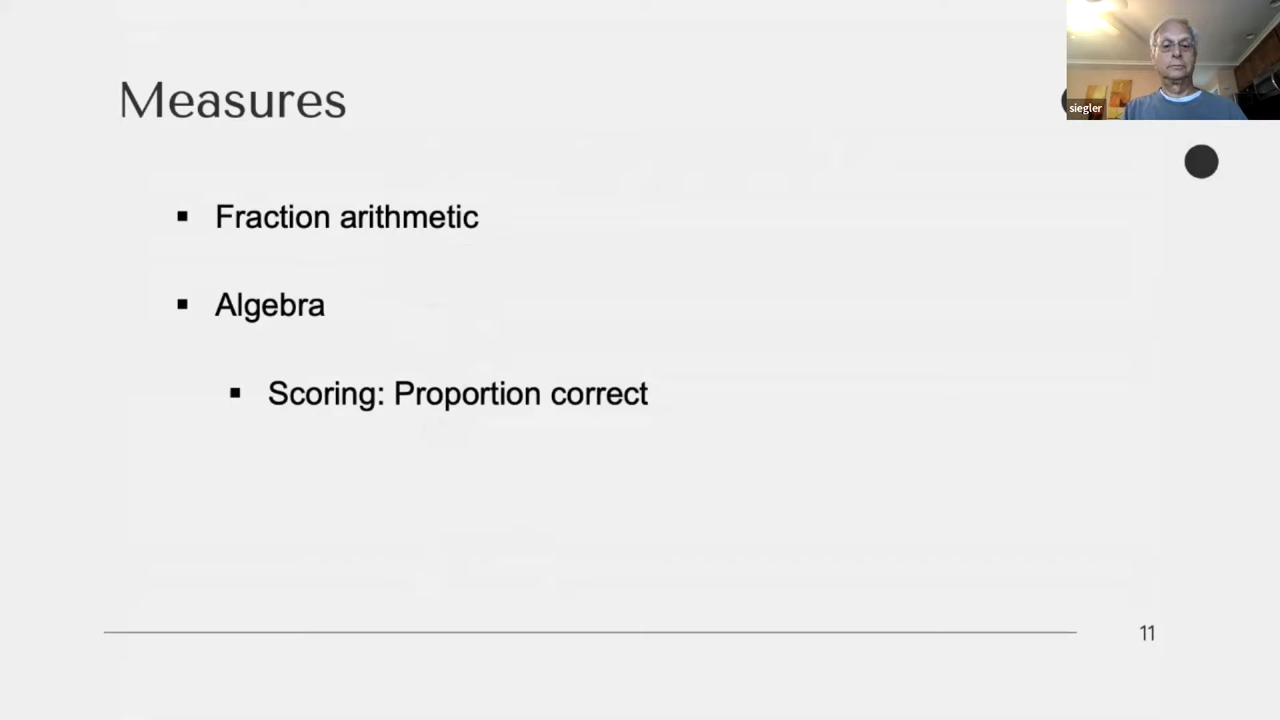 Measures
siegler
▪ Fraction arithmetic
▪ Algebra
▪ Scoring: Proportion correct
11